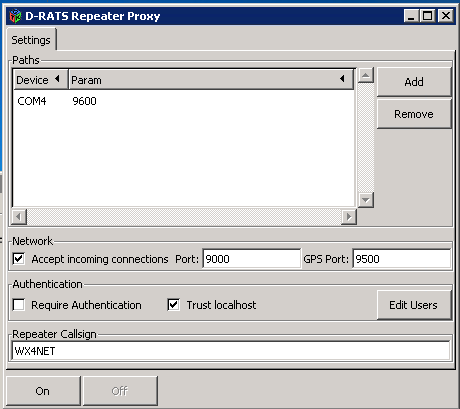 D-RATS Repeater Proxy
Settings
Paths
Device Param
COM4 9600
Add
Remove
Network
Accept incoming connections Port: 9000 GPS Port: 9500
Authentication
Require Authentication Trust localhost Edit Users
Repeater Callsign
WX4NET
On Off